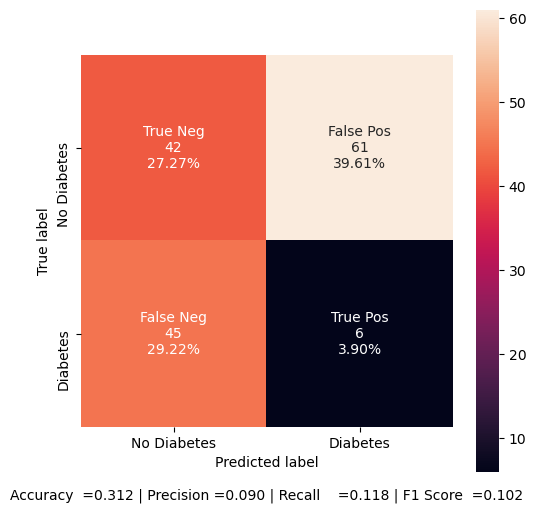 True Neg
42
27.27%
False Pos
61
39.61%
False Neg
45
29.22%
True Pos
6
3.90%
No Diabetes
Diabetes
True label
No Diabetes
Diabetes
Predicted label
60
50
40
30
20
10
Accuracy  =0.312 | Precision =0.090 | Recall    =0.118 | F1 Score  =0.102